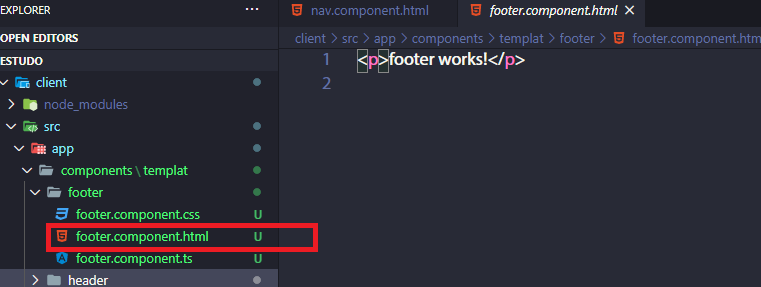 EXPLORER
OPEN EDITORS
ESTUDO
client
node_modules
src
app
components \ templat
footer
footer.component.css U
footer.component.html U
footer.component.ts U
header
nav.component.html footer.component.html
client > src > app > components > templat > footer > footer.component.htm
1 <p>footer works!</p>
2